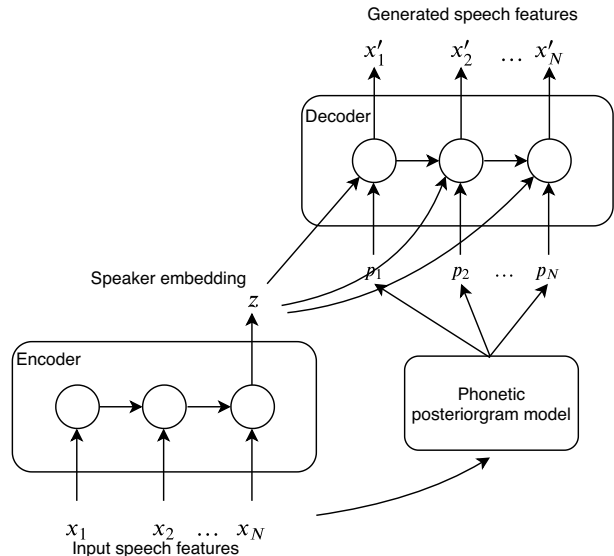 Generated speech features
x′1 x′2 … x′N
Decoder
Speaker embedding
p1 p2 … pN
z
Encoder
Phonetic
posteriorgram model
x1 x2 … xN
Input speech features